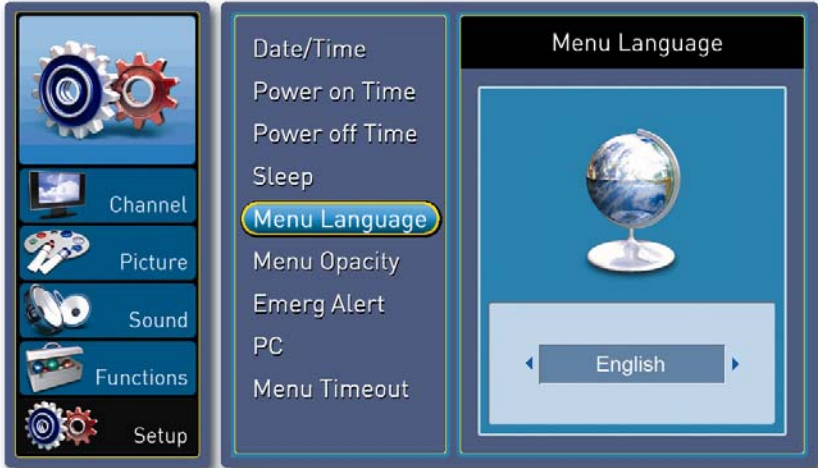 Channel
Picture
Sound
Functions
Setup
Date/Time
Power on Time
Power off Time
Sleep
Menu Language
Menu Opacity
Emerg Alert
PC
Menu Timeout
Menu Language
English